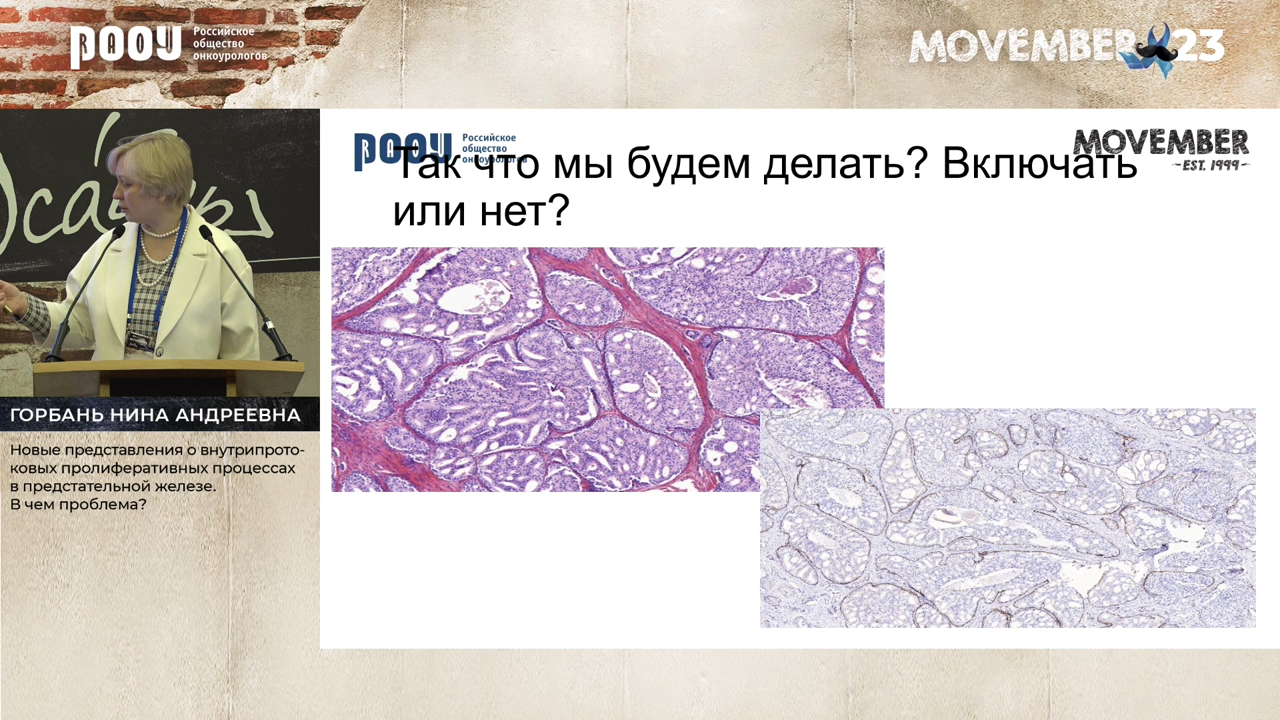 РООУ
RAOU
Российское
общество
онкоурологов
MOVEMBER 23
РООУ
Российское
общество
онкоурологов
MOVEMBER
EST. 1999
Так что мы будем делать? Включать
или нет?
ГОРБАНЬ НИНА АНДРЕЕВНА
Новые представления о внутрипрото-
ковых пролиферативных процессах
в предстательной железе.
В чем проблема?